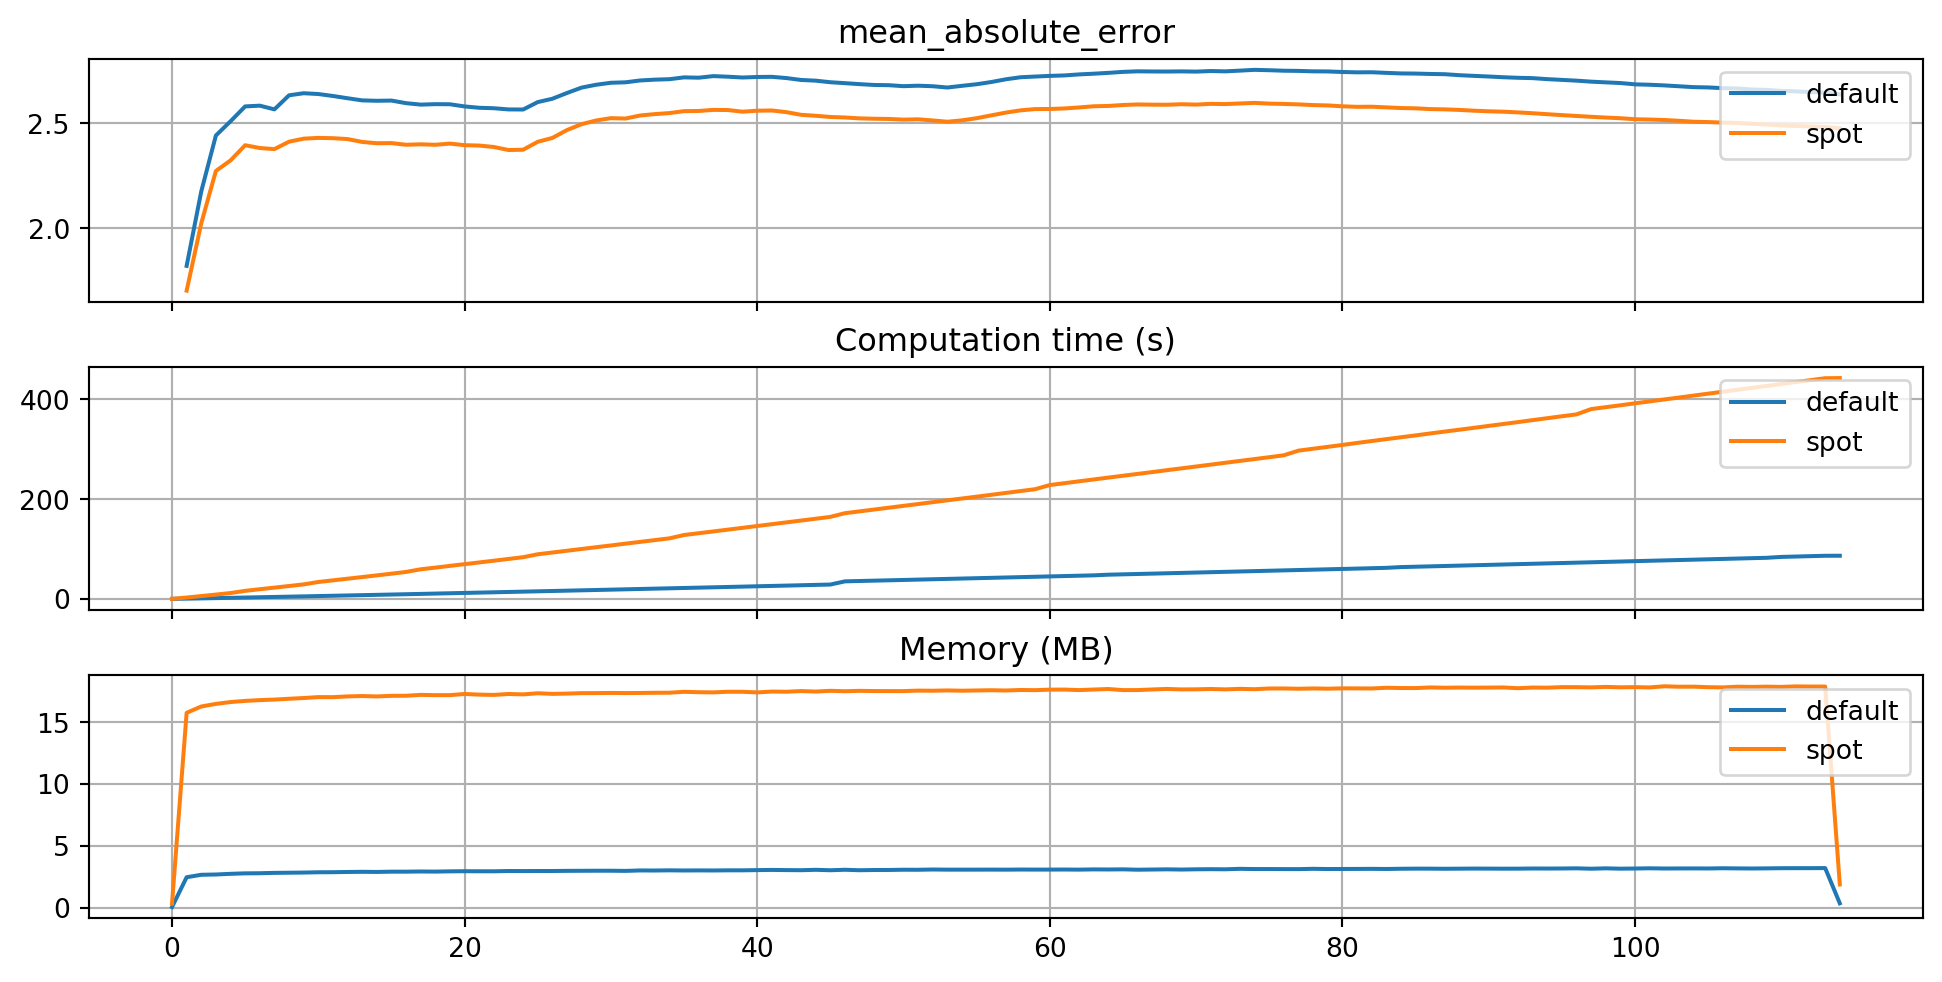 mean_absolute_error
2.5
2.0
default
spot
Computation time (s)
400
200
0
default
spot
Memory (MB)
15
10
5
0
default
spot
0 20 40 60 80 100